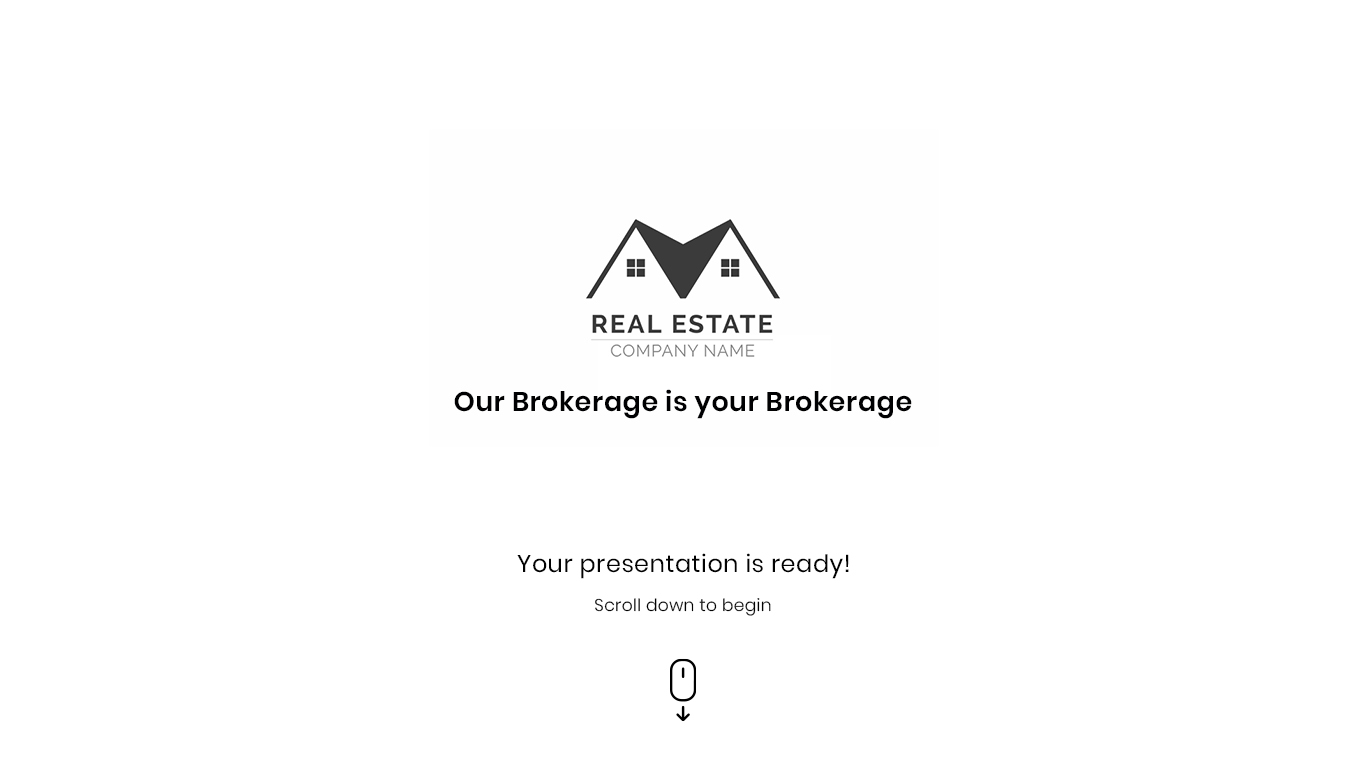 REAL ESTATE
COMPANY NAME
Our Brokerage is your Brokerage
Your presentation is ready!
Scroll down to begin